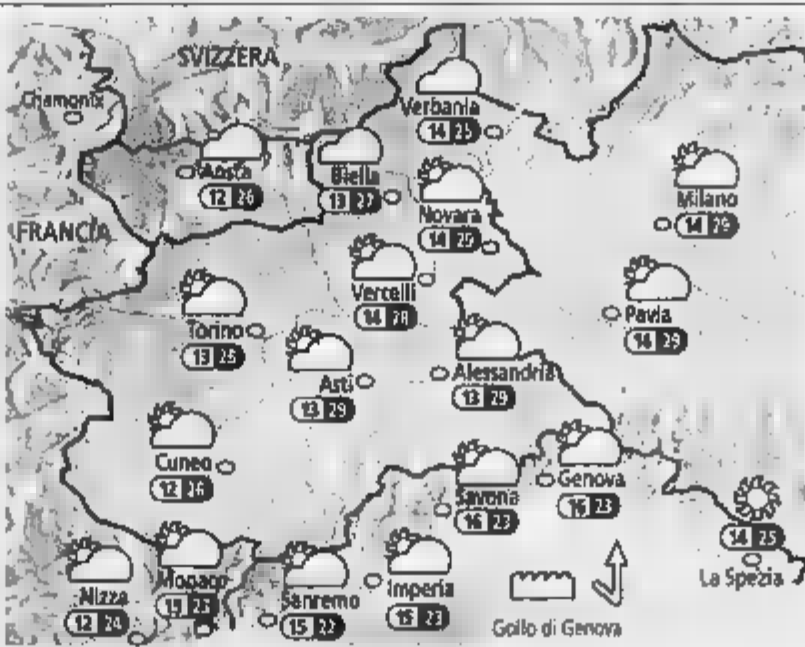 SVIZZERA
Chamonix
Verbania
14 25
Aosta
12 26
Biella
13 27
Novara
14
Milano
14
FRANCIA
Vercelli
14 28
Torino
13 25
Pavia
14 29
Asti
13 29
Alessandria
13 29
Cuneo
12 26
Savona
16 23
Genova
16 23
14 25
La Spezia
Nizza
12 24
Monaco
Sanremo
15 22
Imperia
15 23
Golfo di Genova